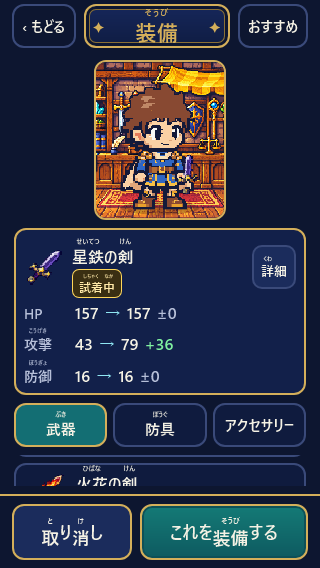 ‹ もどる
そうび
装備
おすすめ
せいてつ けん
星鉄の剣
しちゃく なか
試着中
くわ
詳細
HP 157 → 157 ±0
こうげき
攻撃 43 → 79 +36
ぼうぎょ
防御 16 → 16 ±0
ぶき
武器
ぼうぐ
防具
アクセサリー
ひばな けん
火花の剣
と け
取り消し
そうび
これを装備する